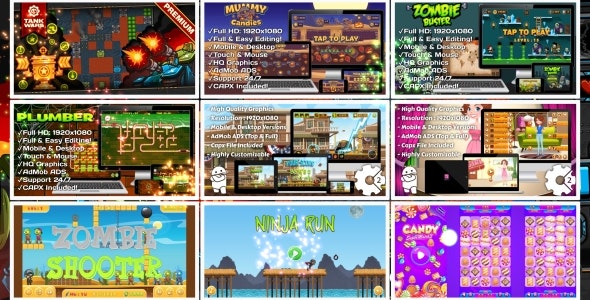 TANK
WARS
PREMIUM
MUMMY
CANDIES
√Full HD: 1920x1080
√Full & Easy Editing!
√Mobile & Desktop
√Touch & Mouse
√HQ Graphics
√AdMob ADS
√Support 24/7
√CAPX Included!
TAP TO PLAY
ZOMBIE
BUSTER
√Full HD: 1920x1080
√Full & Easy Editing!
√Mobile & Desktop
√Touch & Mouse
√HQ Graphics
√AdMob ADS
√Support 24/7
√CAPX Included!
TAP TO PLAY
PLUMBER
√Full HD: 1920x1080
√Full & Easy Editing!
√Mobile & Desktop
√Touch & Mouse
√HQ Graphics
√AdMob ADS
√Support 24/7
√CAPX Included!
• High Quality Graphics
• Resolution: 1920x1080
• Mobile & Desktop Versions
• AdMob ADS (Top & Full)
• Capx File Included
• Highly Customizable
2
• High Quality Graphics
• Resolution: 1920x1080
• Mobile & Desktop Versions
• AdMob ADS (Top & Full)
• Capx File Included
• Highly Customizable
2
ZOMBIE
SHOOTER
NINJA RUN
CANDY